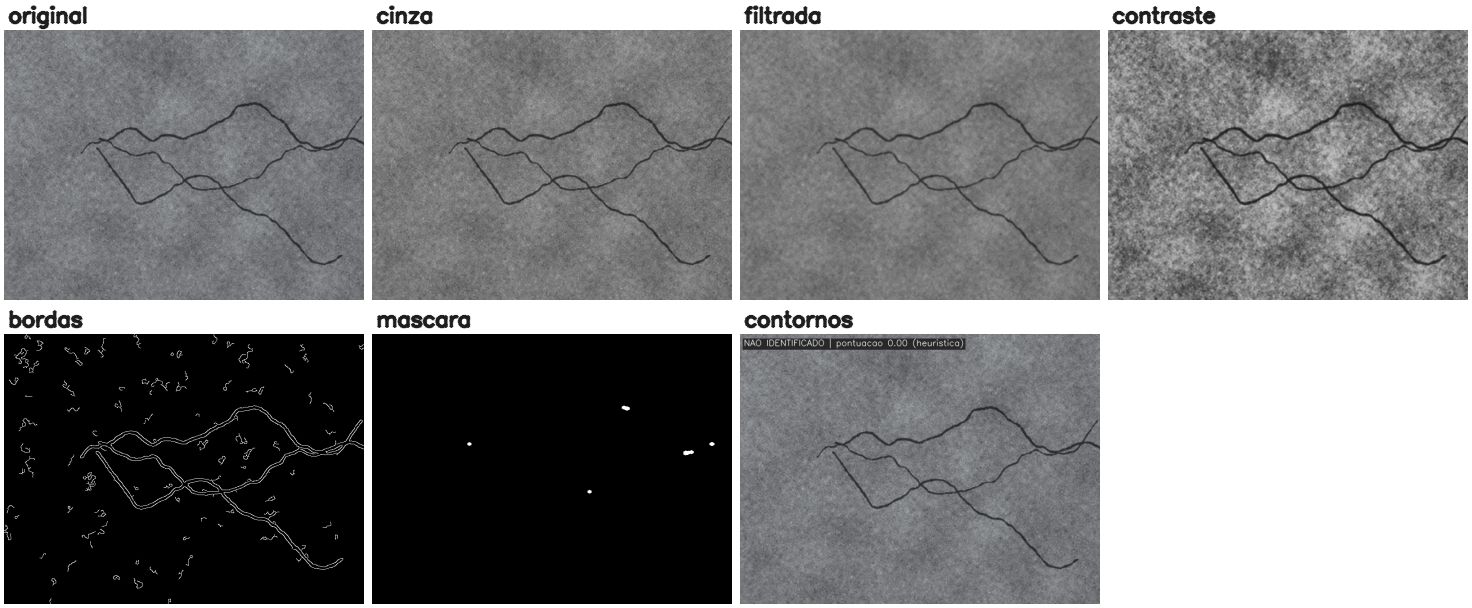 original
cinza
filtrada
contraste
bordas
mascara
contornos
NAO IDENTIFICADO | pontuacao 0.00 (heuristica)